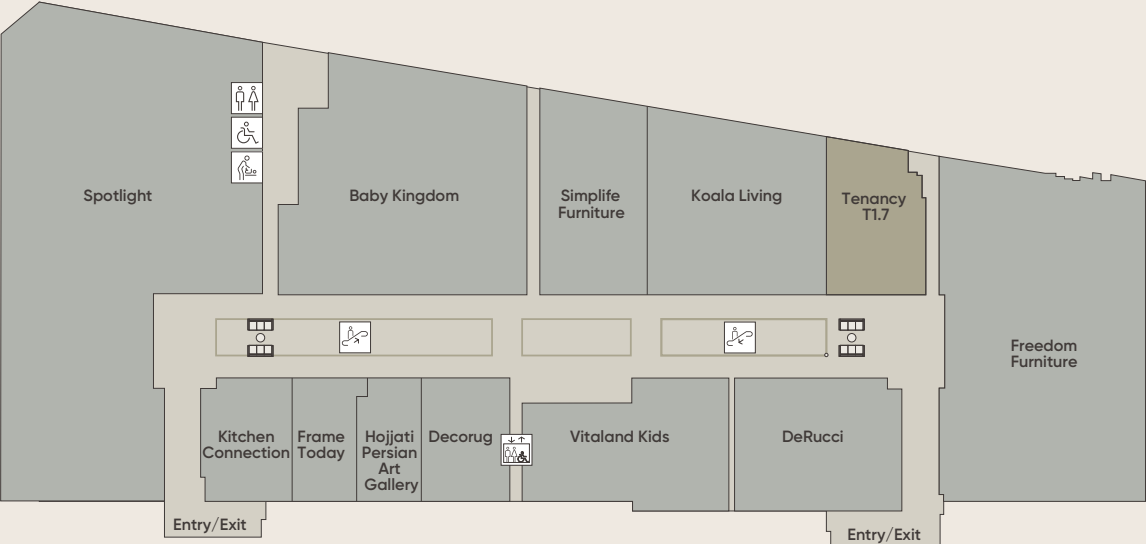 Spotlight
Baby Kingdom
Simplife
Furniture
Koala Living
Tenancy
T1.7
Freedom
Furniture
Kitchen
Connection
Frame
Today
Hojjati
Persian
Art
Gallery
Decorug
Vitaland Kids
DeRucci
Entry/Exit
Entry/Exit